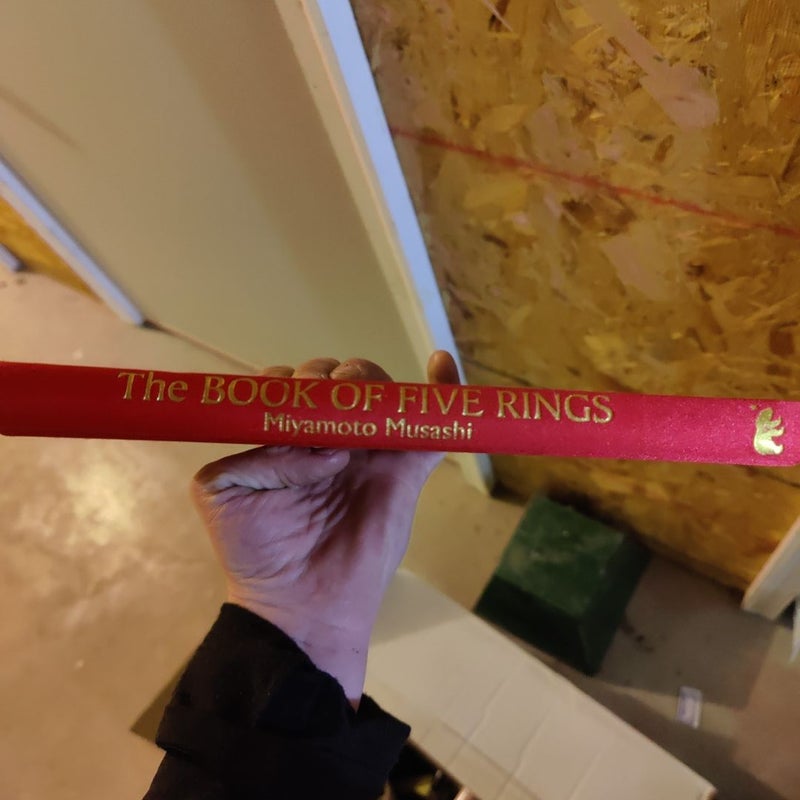 The BOOK OF FIVE RINGS
Miyamoto Musashi